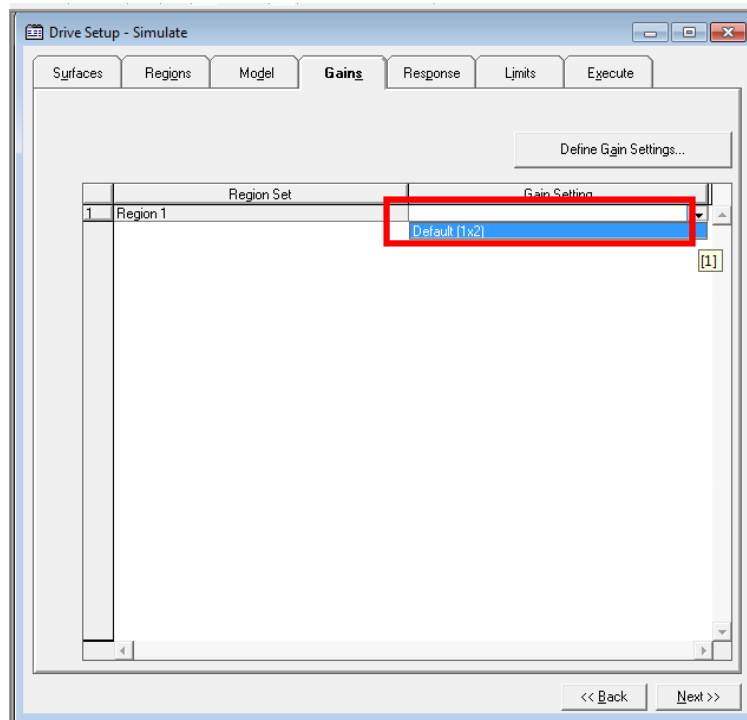 Drive Setup - Simulate
Surfaces Regions Model Gains Response Limits Execute
Define Gain Settings...
Region Set Gain Setting
1 Region 1
Default (1x2)
[1]
<< Back Next >>